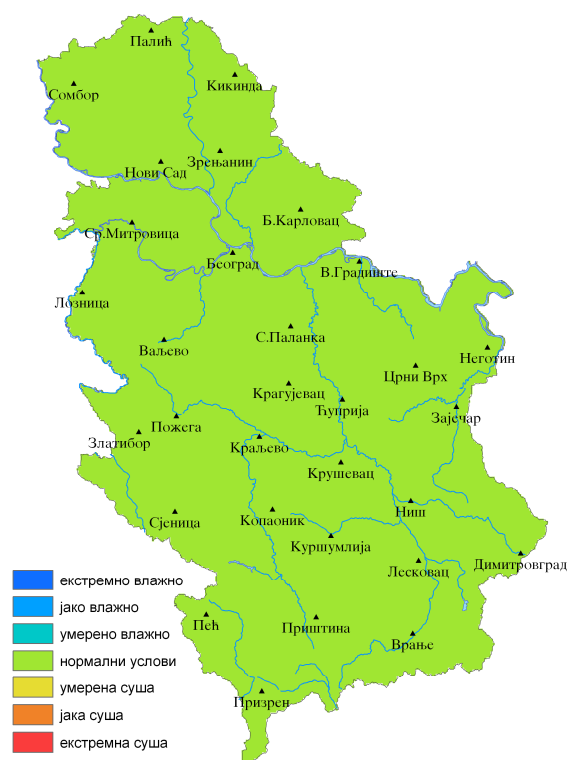 Палић
Кикинда
Сомбор
Зрењанин
Нови Сад
Б.Карловац
Ср.Митровица
Београд
В.Градиште
Лозница
С.Паланка
Ваљево
Неготин
Црни Врх
Крагујевац
Ћуприја
Зајечар
Пожега
Златибор
Краљево
Крушевац
Ниш
Сјеница
Копаоник
Куршумлија
Димитровград
Лесковац
Пећ
Приштина
Врање
Призрен
екстремно влажно
јако влажно
умерено влажно
нормални услови
умерена суша
јака суша
екстремна суша